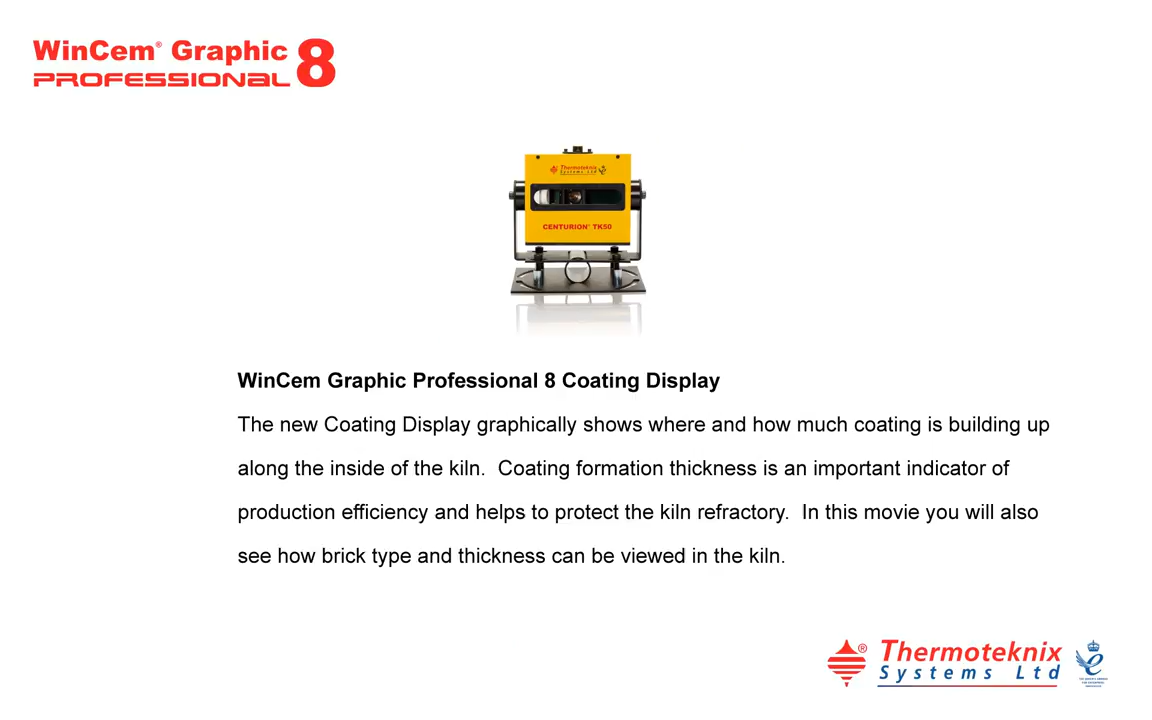 WinCem® Graphic 8
PROFESSIONAL
Thermoteknix
Systems Ltd
CENTURION® TK50
WinCem Graphic Professional 8 Coating Display
The new Coating Display graphically shows where and how much coating is building up
along the inside of the kiln.  Coating formation thickness is an important indicator of
production efficiency and helps to protect the kiln refractory.  In this movie you will also
see how brick type and thickness can be viewed in the kiln.
® Thermoteknix
Systems Ltd